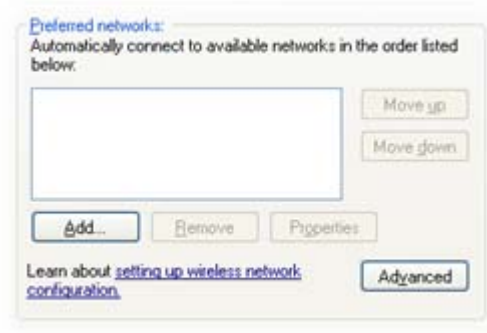 Preferred networks:
Automatically connect to available networks in the order listed
below:
Move up
Move down
Add...
Remove
Properties
Learn about setting up wireless network
configuration.
Advanced